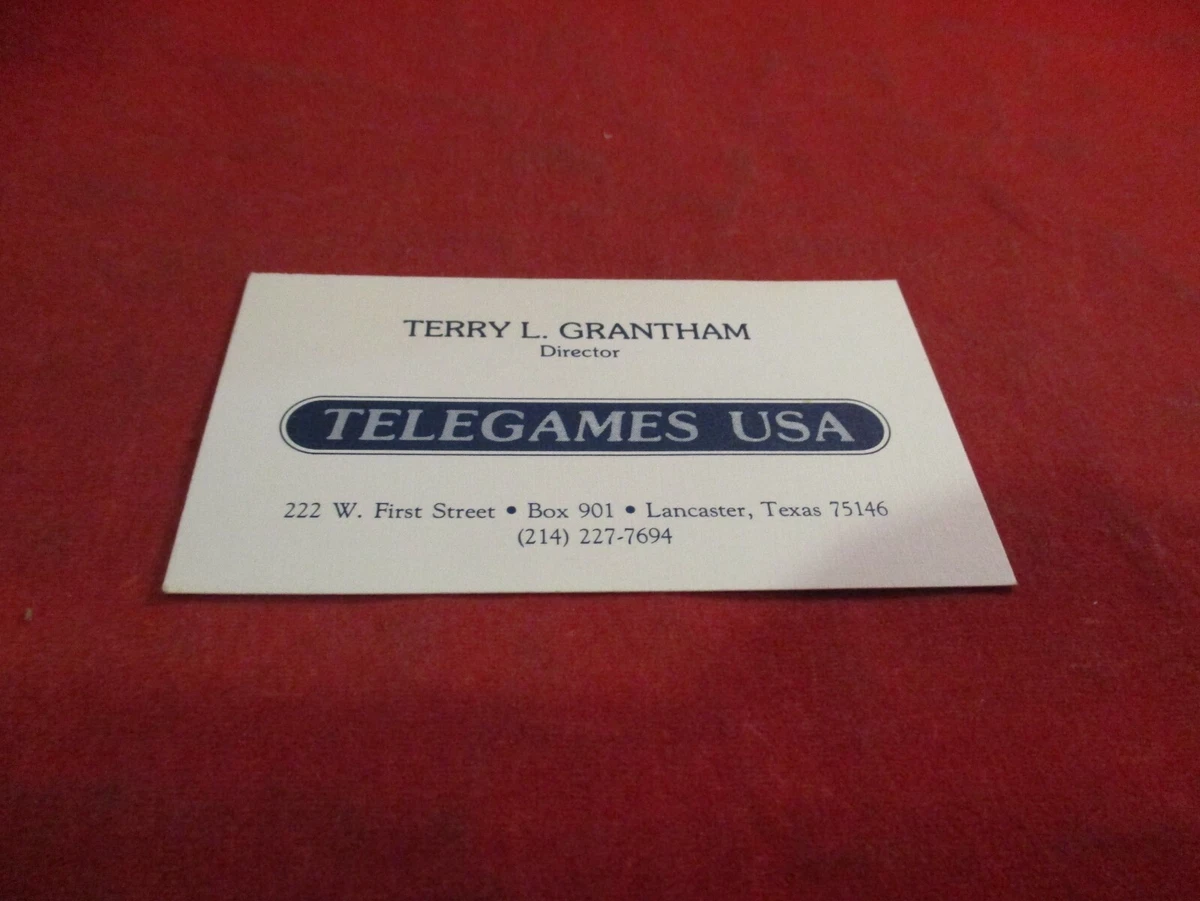 TERRY L. GRANTHAM
Director
TELEGAMES USA
222 W. First Street • Box 901 • Lancaster, Texas 75146
(214) 227-7694